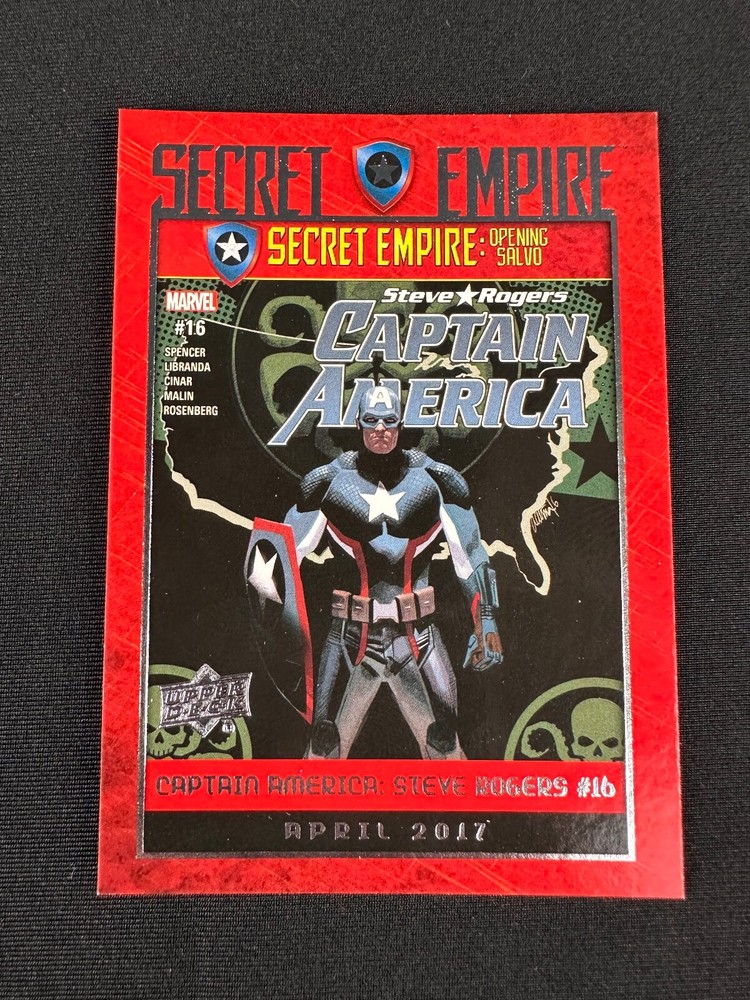 SECRET EMPIRE
SECRET EMPIRE: OPENING SALVO
MARVEL
#16
SPENCER
LIBRANDA
CINAR
MALIN
ROSENBERG
Steve Rogers
CAPTAIN
AMERICA
A
UPPER
DECK
CAPTAIN AMERICA: STEVE ROGERS #16
APRIL 2017